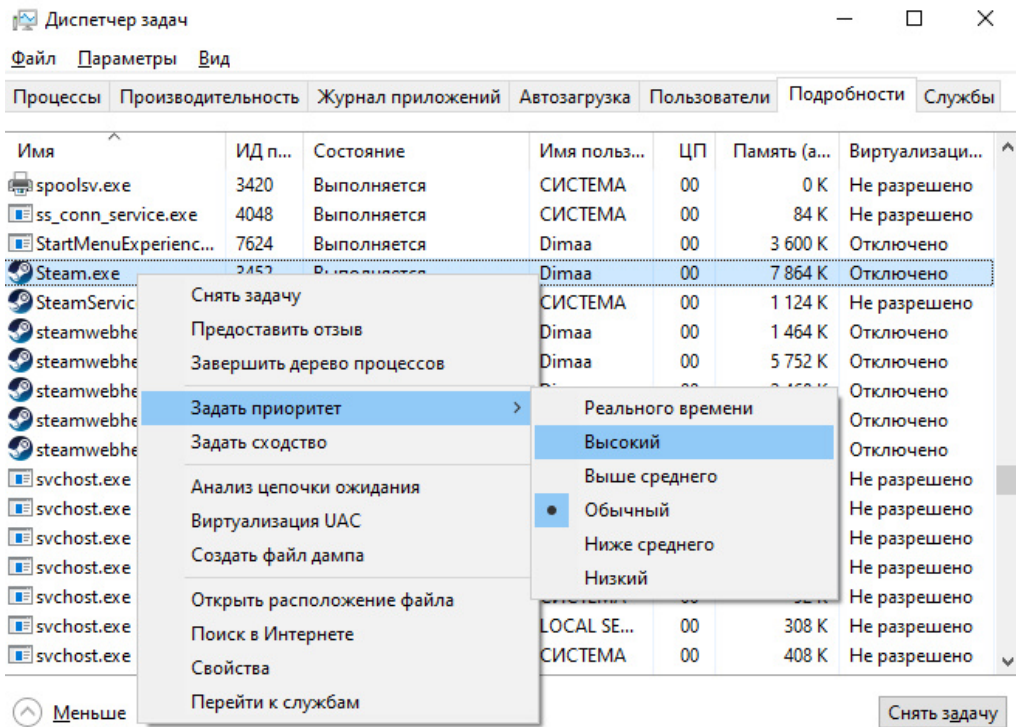 Диспетчер задач
Файл Параметры Вид
Процессы Производительность Журнал приложений Автозагрузка Пользователи Подробности Службы
Имя ИД п... Состояние Имя польз... ЦП Память (а... Виртуализаци...
spoolsv.exe 3420 Выполняется СИСТЕМА 00 0 K Не разрешено
ss_conn_service.exe 4048 Выполняется СИСТЕМА 00 84 K Не разрешено
StartMenuExperienc... 7624 Выполняется Dimaa 00 3 600 K Отключено
Steam.exe 3452 Выполняется Dimaa 00 7 864 K Отключено
SteamServic СИСТЕМА 00 1 124 K Не разрешено
steamwebhe Dimaa 00 1 464 K Отключено
steamwebhe Dimaa 00 5 752 K Отключено
steamwebhe Отключено
steamwebhe Отключено
steamwebhe Отключено
svchost.exe Не разрешено
svchost.exe Не разрешено
svchost.exe Не разрешено
svchost.exe Не разрешено
svchost.exe Не разрешено
svchost.exe LOCAL SE... 00 308 K Не разрешено
svchost.exe СИСТЕМА 00 408 K Не разрешено
Снять задачу
Предоставить отзыв
Завершить дерево процессов
Задать приоритет
Задать сходство
Анализ цепочки ожидания
Виртуализация UAC
Создать файл дампа
Открыть расположение файла
Поиск в Интернете
Свойства
Перейти к службам
Реального времени
Высокий
Выше среднего
Обычный
Ниже среднего
Низкий
Меньше
Снять задачу